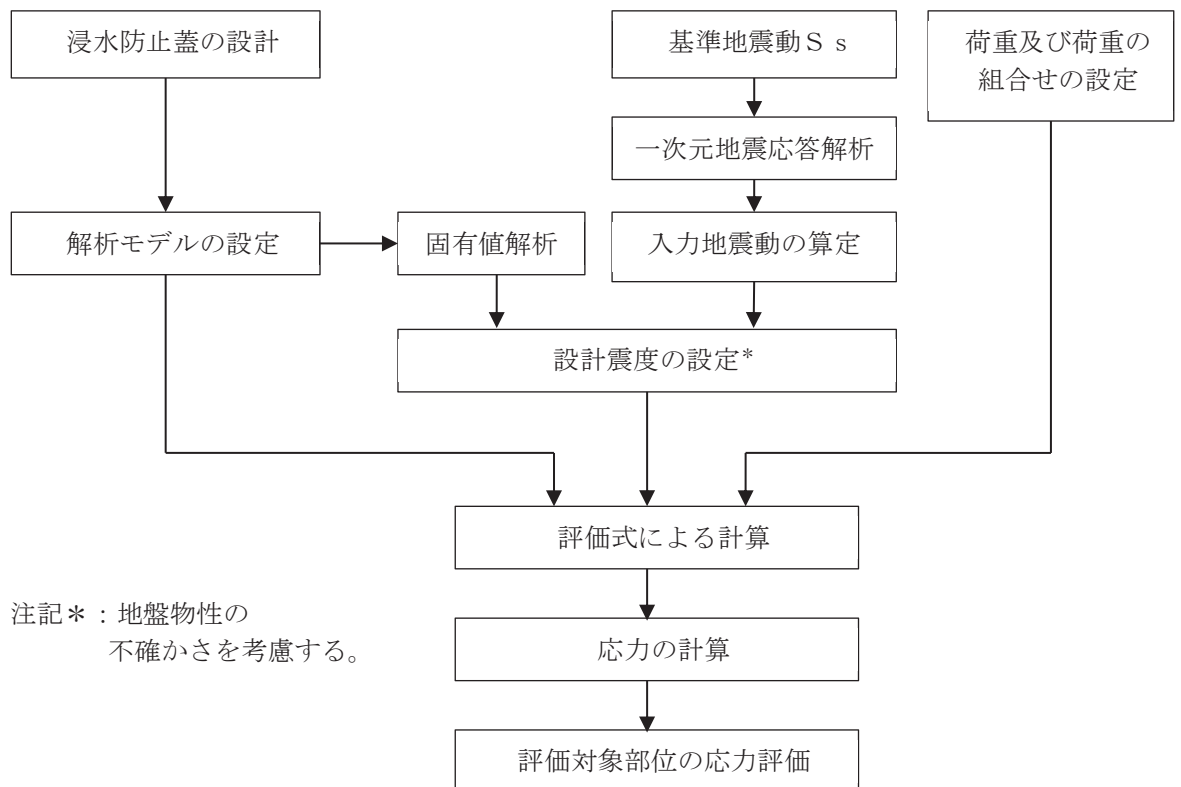 浸水防止蓋の設計
基準地震動Ｓｓ
荷重及び荷重の
組合せの設定
一次元地震応答解析
解析モデルの設定
固有値解析
入力地震動の算定
設計震度の設定*
評価式による計算
注記＊：地盤物性の
不確かさを考慮する。
応力の計算
評価対象部位の応力評価